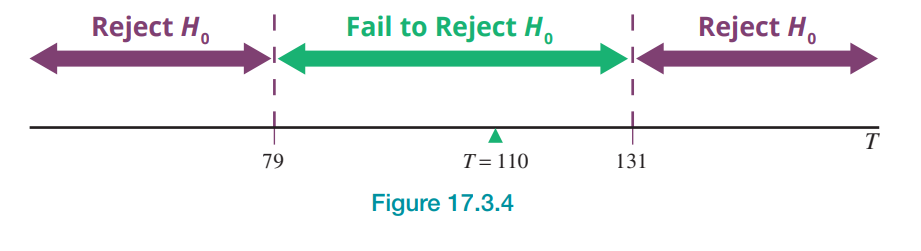 Reject H₀ Fail to Reject H₀ Reject H₀
T
79 T = 110 131
Figure 17.3.4